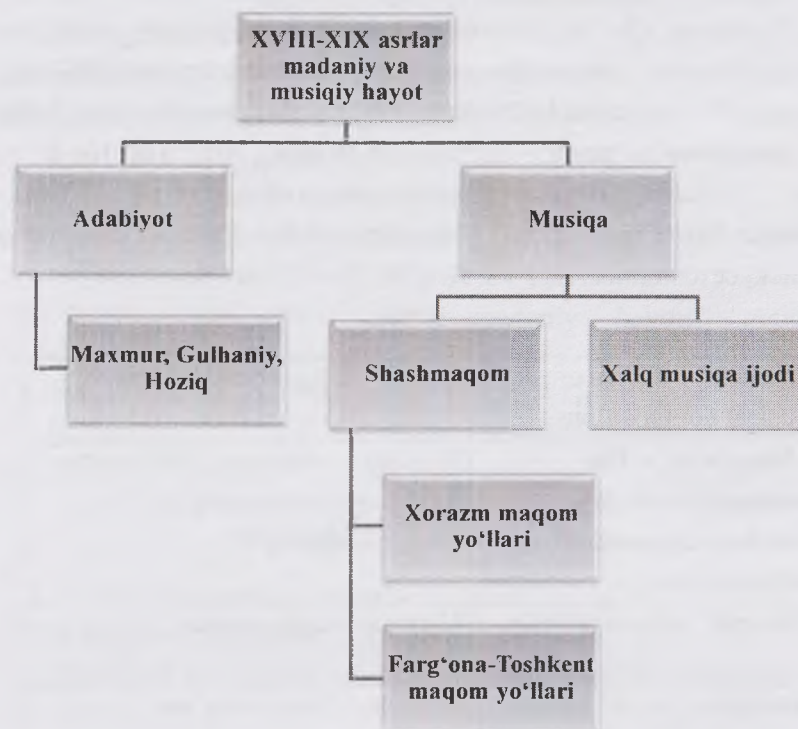 XVIII-XIX asrlar
madaniy va
musiqiy hayot
Adabiyot
Musiqa
Maxmur, Gulhaniy,
Hoziq
Shashmaqom
Xalq musiqa ijodi
Xorazm maqom
yo‘llari
Farg‘ona-Toshkent
maqom yo‘llari